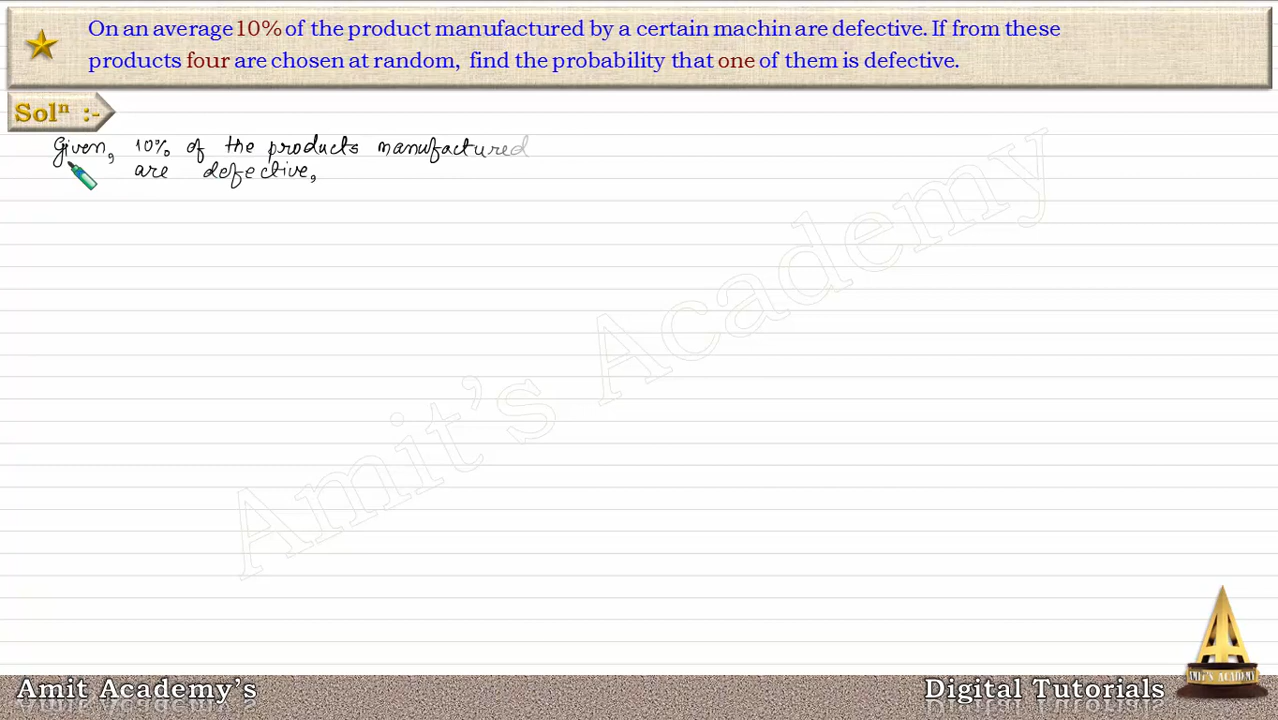 On an average 10% of the product manufactured by a certain machin are defective. If from these
products four are chosen at random, find the probability that one of them is defective.
Solⁿ :-
Given, 10% of the products manufactured
are defective,
Amit's Academy
AMIT'S ACADEMY
Amit Academy's
Digital Tutorials